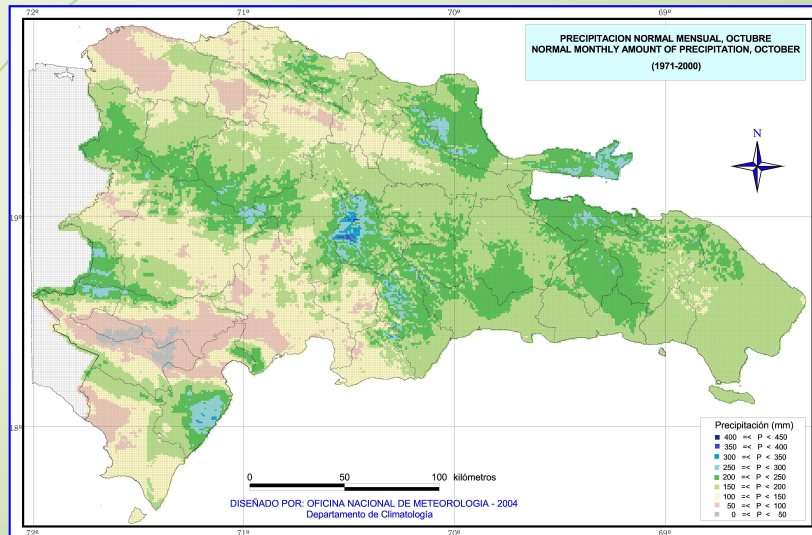 72º 71º 70º 69º
PRECIPITACION NORMAL MENSUAL, OCTUBRE
NORMAL MONTHLY AMOUNT OF PRECIPITATION, OCTOBER
(1971-2000)
N
19º
18º
Precipitación (mm)
400 =< P < 450
350 =< P < 400
300 =< P < 350
250 =< P < 300
200 =< P < 250
150 =< P < 200
100 =< P < 150
50 =< P < 100
0 =< P < 50
0 50 100 kilómetros
DISEÑADO POR: OFICINA NACIONAL DE METEOROLOGIA - 2004
Departamento de Climatología
72º 71º 70º 69º